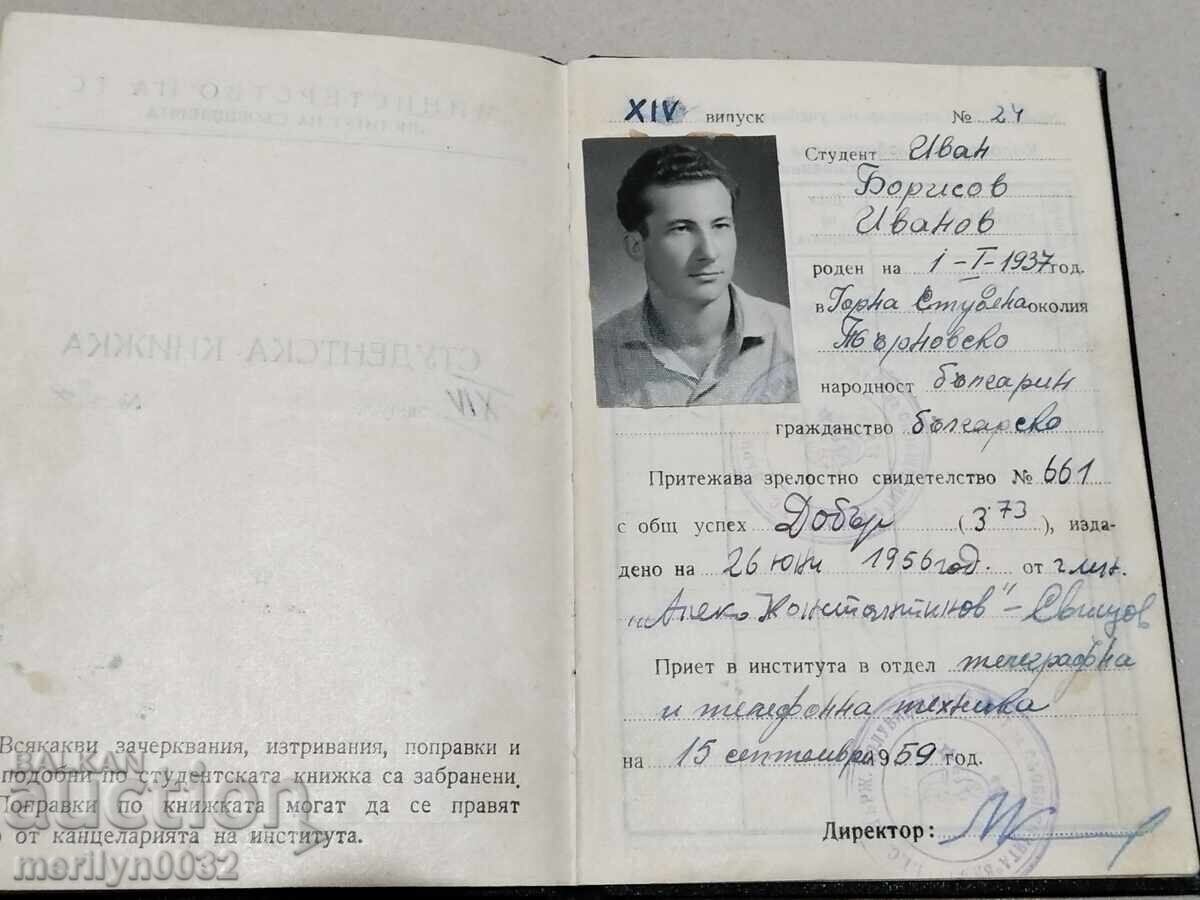 Всякакви зачерквания, изтривания, поправки и
подобни по студентската книжка са забранени.
Поправки по книжката могат да се правят
от канцеларията на института.
BALKAN
auction
merilyn0032
XIV випуск № 24
Студент Иван
Борисов
Иванов
роден на 1-I-1937 год.
в Горна Студена околия
Търновско
народност българин
гражданство българско
Притежава зрелостно свидетелство № 661
с общ успех Добър (3.73), изда-
дено на 26 юни 1956 год. от
"Алеко Константинов" - Свищов
Приет в института в отдел телеграфна
и телефонна техника
на 15 септември 1959 год.
Директор:
СТУДЕНТСКА КНИЖКА
XIV